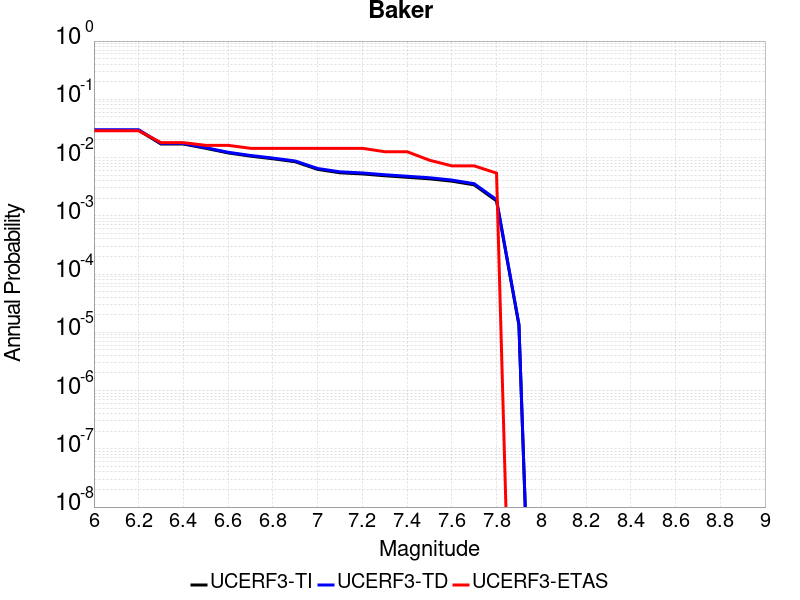 Baker
10^0
10^-1
10^-2
10^-3
10^-4
10^-5
10^-6
10^-7
10^-8
Annual Probability
6 6.2 6.4 6.6 6.8 7 7.2 7.4 7.6 7.8 8 8.2 8.4 8.6 8.8 9
Magnitude
UCERF3-TI UCERF3-TD UCERF3-ETAS